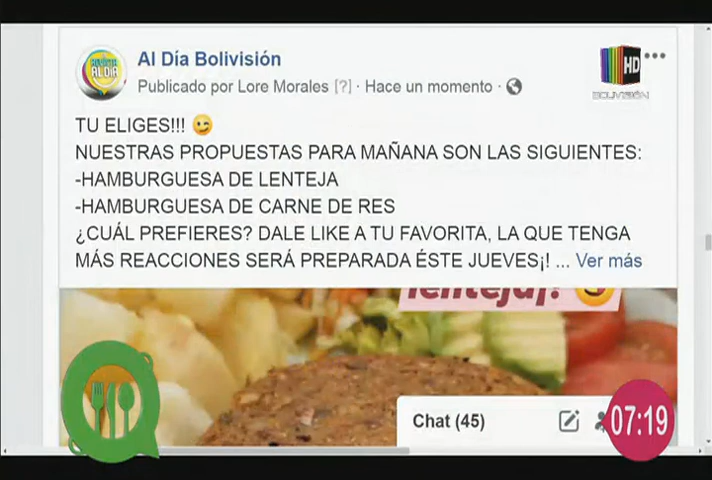 Al Día Bolivisión
Publicado por Lore Morales [?] · Hace un momento ·
HD
BOLIVISIÓN
AL DÍA
TU ELIGES!!! 😉
NUESTRAS PROPUESTAS PARA MAÑANA SON LAS SIGUIENTES:
-HAMBURGUESA DE LENTEJA
-HAMBURGUESA DE CARNE DE RES
¿CUÁL PREFIERES? DALE LIKE A TU FAVORITA, LA QUE TENGA
MÁS REACCIONES SERÁ PREPARADA ÉSTE JUEVES¡! ... Ver más
lenteja¡!
Chat (45)
07:19